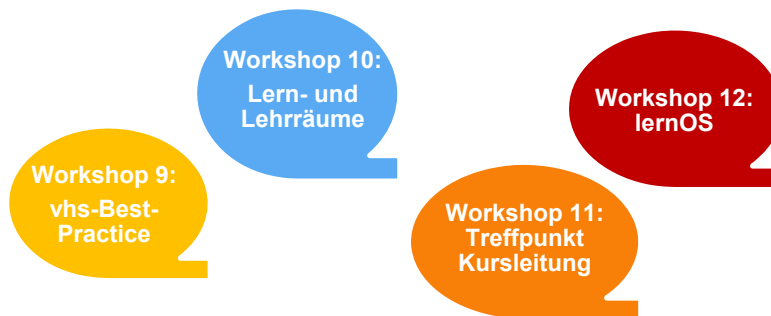 Workshop 9:
vhs-Best-
Practice
Workshop 10:
Lern- und
Lehrräume
Workshop 11:
Treffpunkt
Kursleitung
Workshop 12:
lernOS